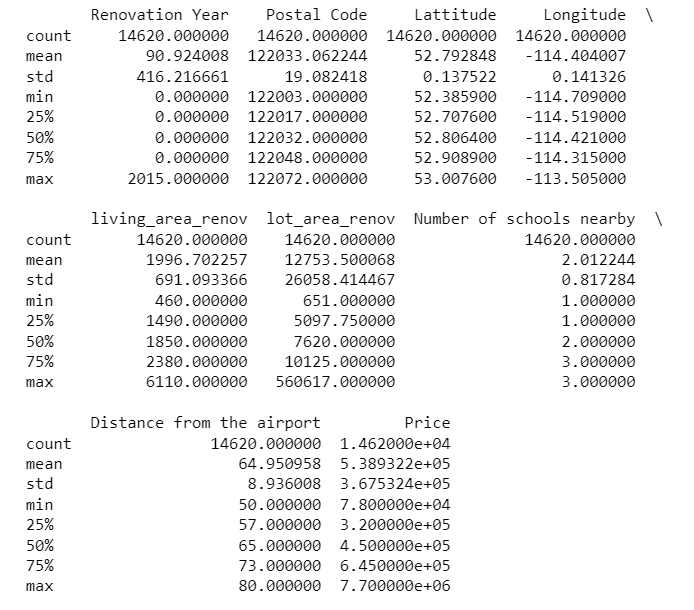 Renovation Year Postal Code Lattitude Longitude \
count 14620.000000 14620.000000 14620.000000 14620.000000
mean 90.924008 122033.062244 52.792848 -114.404007
std 416.216661 19.082418 0.137522 0.141326
min 0.000000 122003.000000 52.385900 -114.709000
25% 0.000000 122017.000000 52.707600 -114.519000
50% 0.000000 122032.000000 52.806400 -114.421000
75% 0.000000 122048.000000 52.908900 -114.315000
max 2015.000000 122072.000000 53.007600 -113.505000
living_area_renov lot_area_renov Number of schools nearby \
count 14620.000000 14620.000000 14620.000000
mean 1996.702257 12753.500068 2.012244
std 691.093366 26058.414467 0.817284
min 460.000000 651.000000 1.000000
25% 1490.000000 5097.750000 1.000000
50% 1850.000000 7620.000000 2.000000
75% 2380.000000 10125.000000 3.000000
max 6110.000000 560617.000000 3.000000
Distance from the airport Price
count 14620.000000 1.462000e+04
mean 64.950958 5.389322e+05
std 8.936008 3.675324e+05
min 50.000000 7.800000e+04
25% 57.000000 3.200000e+05
50% 65.000000 4.500000e+05
75% 73.000000 6.450000e+05
max 80.000000 7.700000e+06